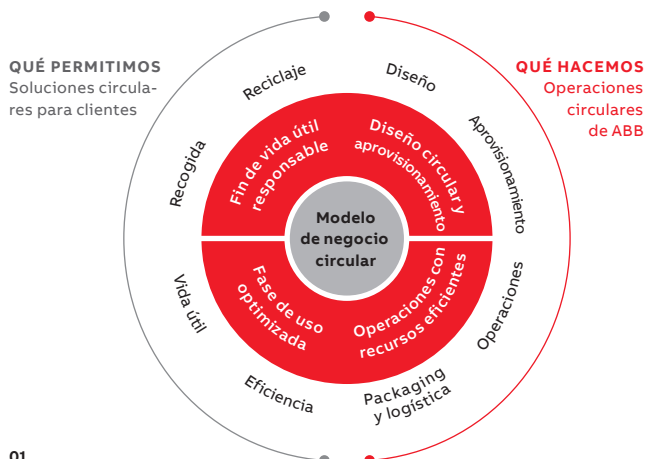 QUÉ PERMITIMOS
Soluciones circula-
res para clientes
QUÉ HACEMOS
Operaciones
circulares
de ABB
Reciclaje
Diseño
Recogida
Aprovisionamiento
Fin de vida útil
responsable
Diseño circular y
aprovisionamiento
Modelo
de negocio
circular
Fase de uso
optimizada
Operaciones con
recursos eficientes
Vida útil
Operaciones
Eficiencia
Packaging
y logística
01